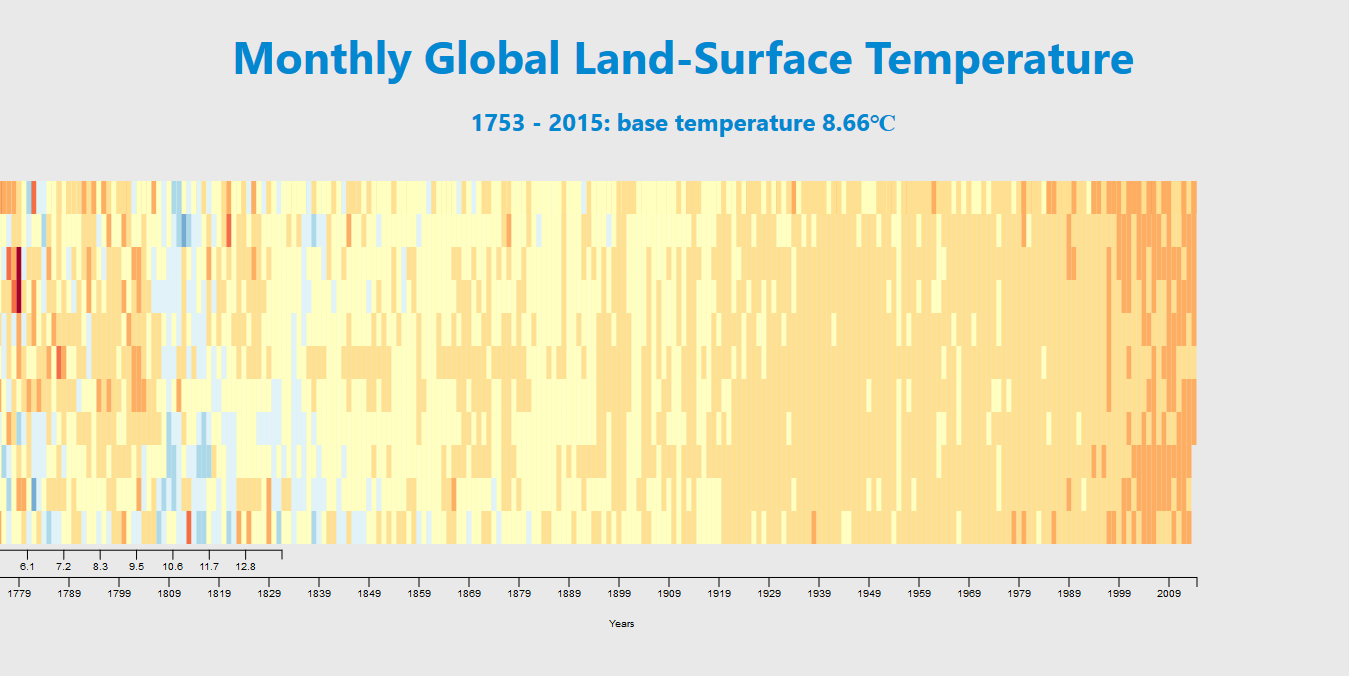 Monthly Global Land-Surface Temperature
1753 - 2015: base temperature 8.66℃
6.1 7.2 8.3 9.5 10.6 11.7 12.8
1779 1789 1799 1809 1819 1829 1839 1849 1859 1869 1879 1889 1899 1909 1919 1929 1939 1949 1959 1969 1979 1989 1999 2009
Years